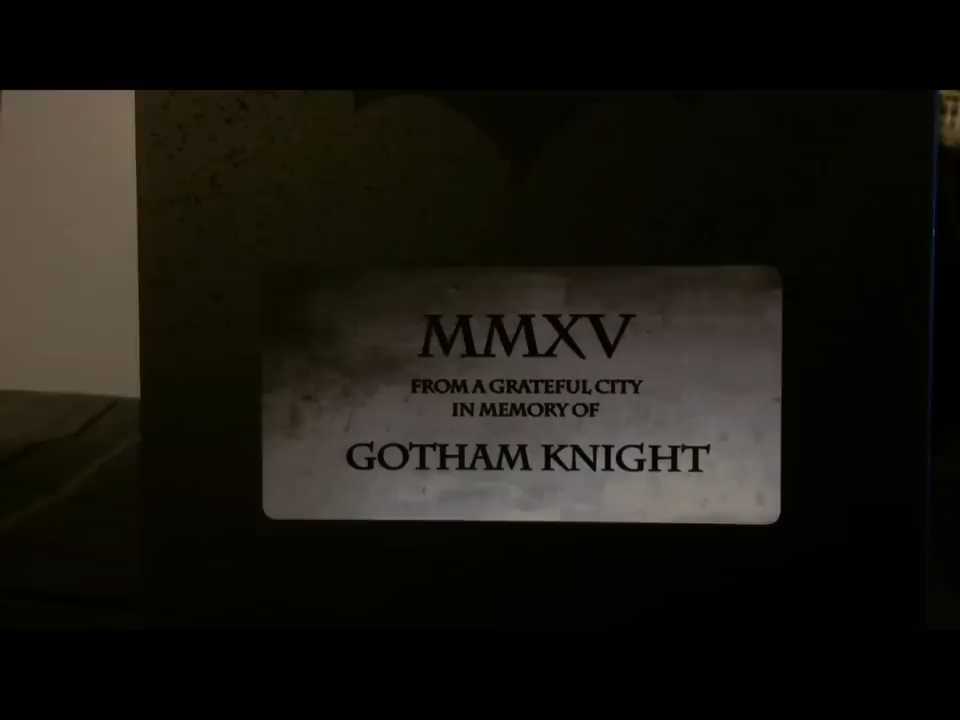 MMXV
FROM A GRATEFUL CITY
IN MEMORY OF
GOTHAM KNIGHT